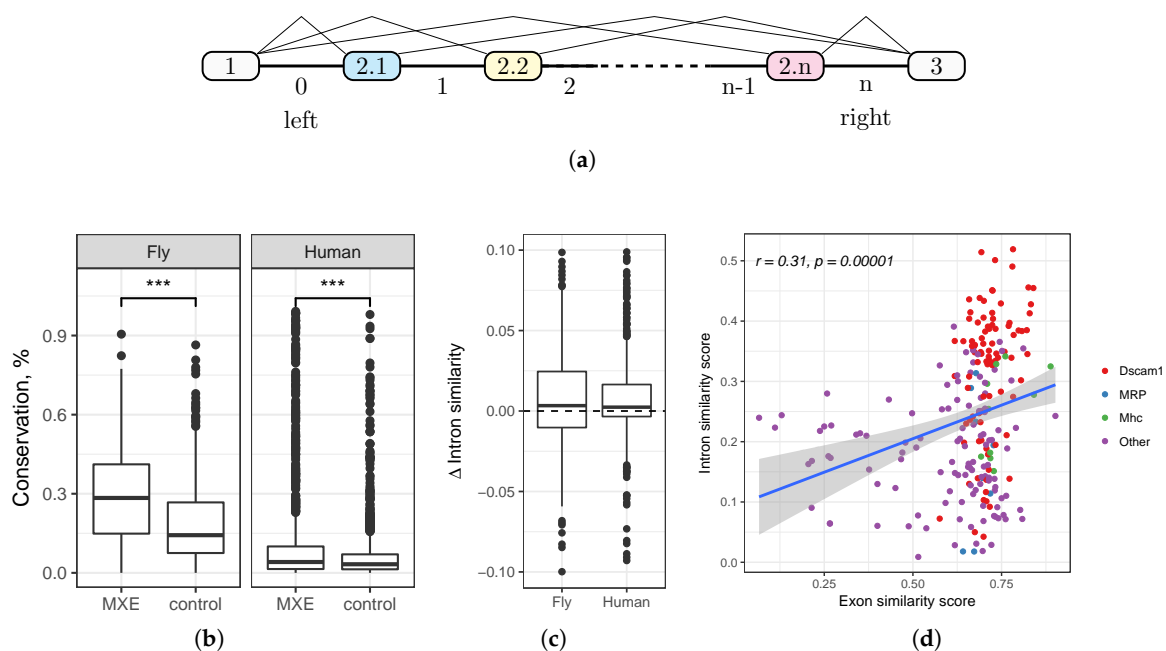 1
2.1
2.2
2.n
3
0
1
2
n-1
n
left
right
(a)
Fly
Human
***
***
Conservation, %
0.9
0.6
0.3
0.0
MXE
control
MXE
control
(b)
Δ Intron similarity
0.10
0.05
0.00
−0.05
−0.10
Fly
Human
(c)
r = 0.31, p = 0.00001
Intron similarity score
0.5
0.4
0.3
0.2
0.1
0.0
0.25
0.50
0.75
Exon similarity score
Dscam1
MRP
Mhc
Other
(d)